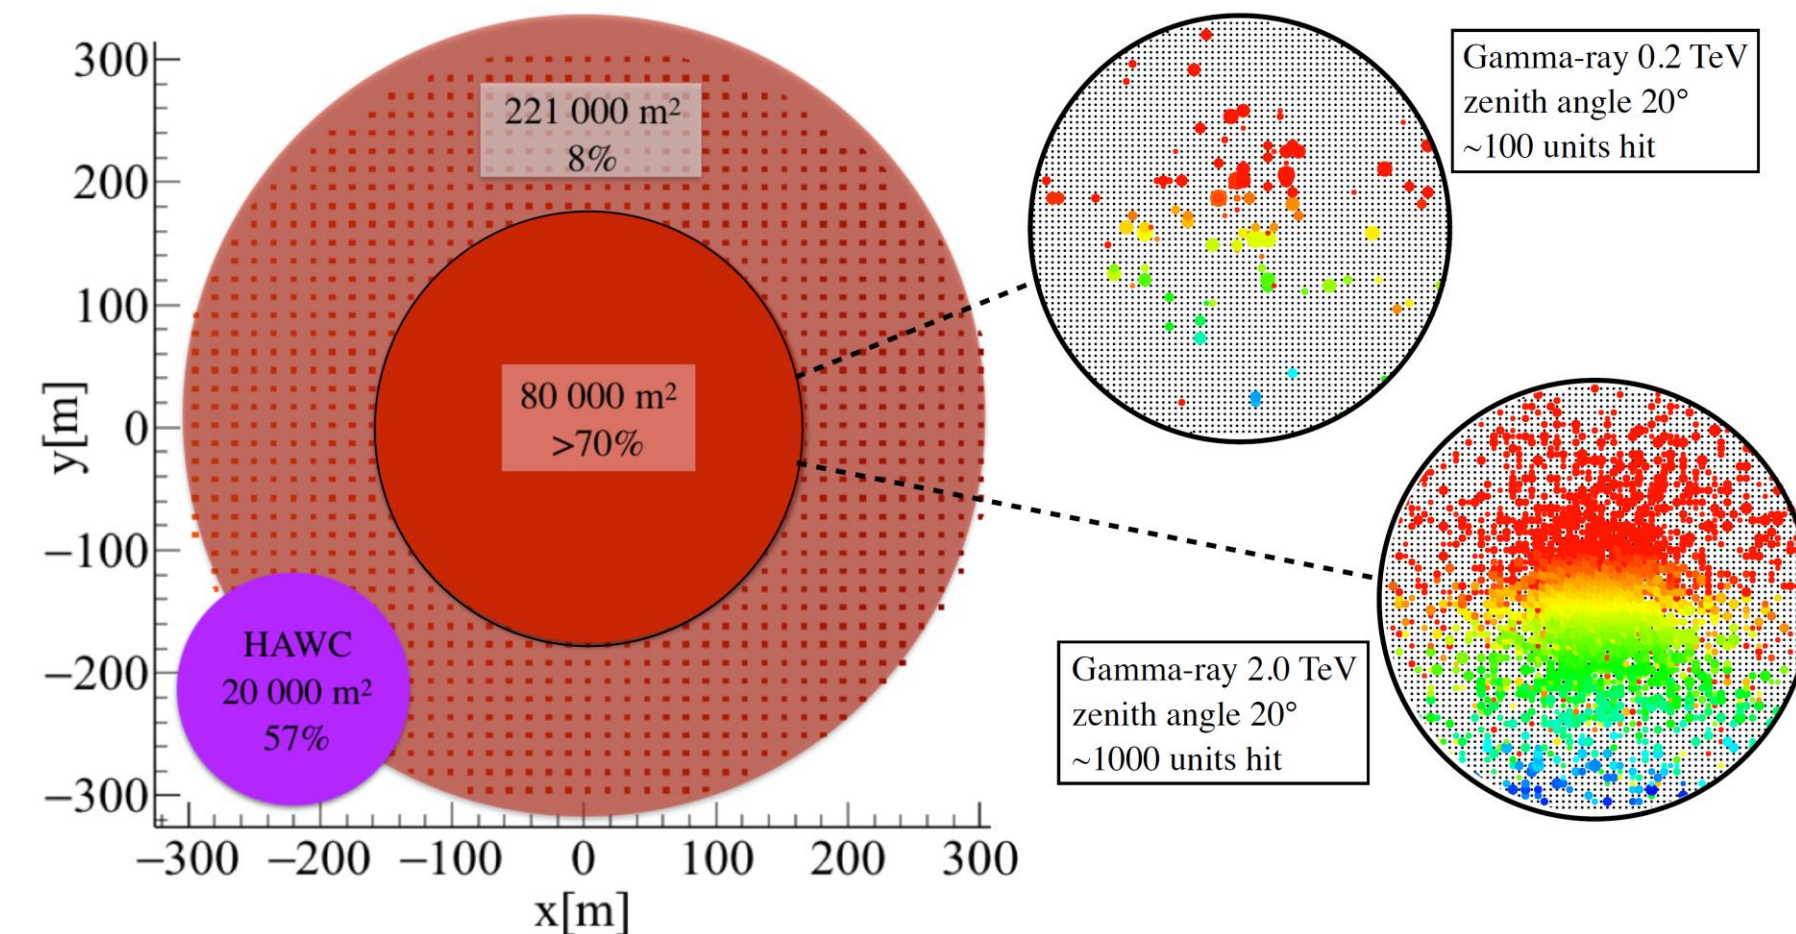 300
200
100
0
−100
−200
−300
y[m]
−300 −200 −100 0 100 200 300
x[m]
221 000 m²
8%
80 000 m²
>70%
HAWC
20 000 m²
57%
Gamma-ray 0.2 TeV
zenith angle 20°
~100 units hit
Gamma-ray 2.0 TeV
zenith angle 20°
~1000 units hit